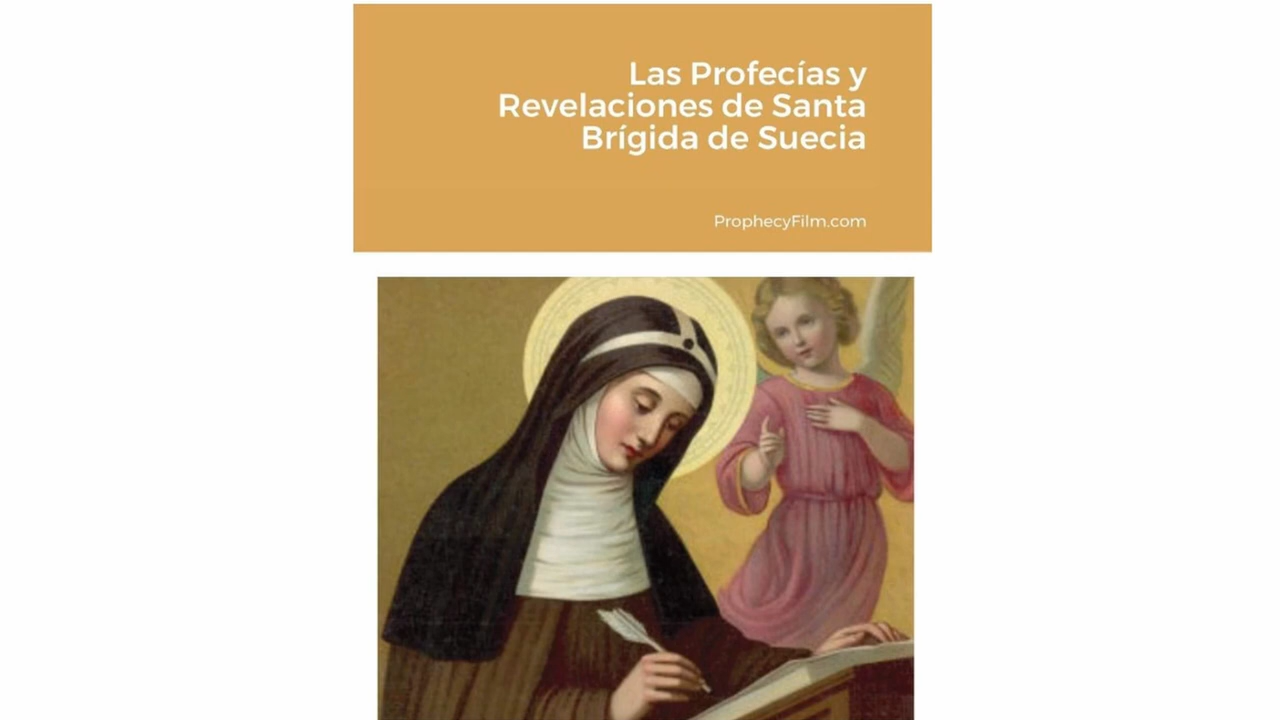 Las Profecías y
Revelaciones de Santa
Brígida de Suecia
ProphecyFilm.com